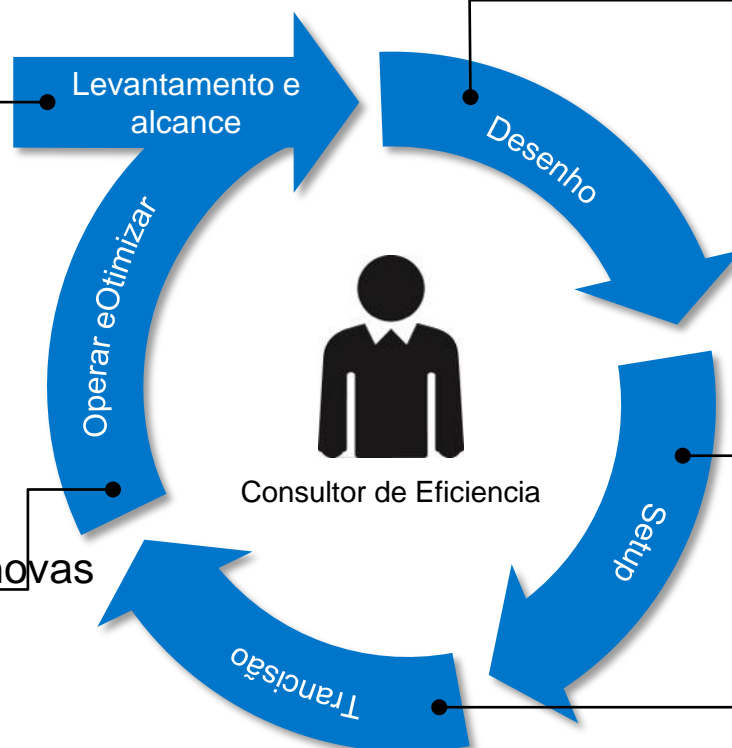 Levantamento e
alcance
Desenho
Setup
Trancisão
Operar eOtimizar
Consultor de Eficiencia
novas